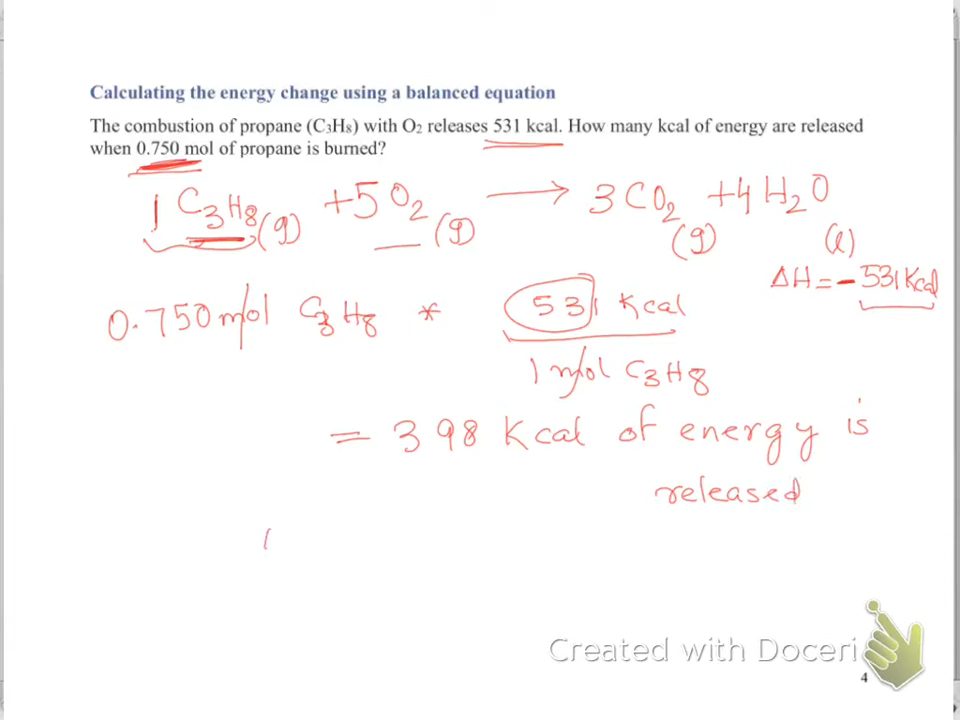 Calculating the energy change using a balanced equation
The combustion of propane (C₃H₈) with O₂ releases 531 kcal. How many kcal of energy are released
when 0.750 mol of propane is burned?
1 C₃H₈(g) + 5 O₂(g) ⟶ 3 CO₂(g) + 4 H₂O(l)
ΔH = -531 Kcal
0.750 mol C₃H₈ * 531 Kcal
1 mol C₃H₈
= 398 Kcal of energy is
released
(
Created with Doceri
4